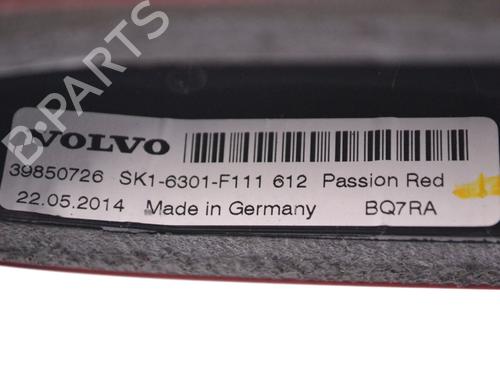 B-PARTS
VOLVO
39850726 SK1-6301-F111 612 Passion Red
22.05.2014 Made in Germany BQ7RA